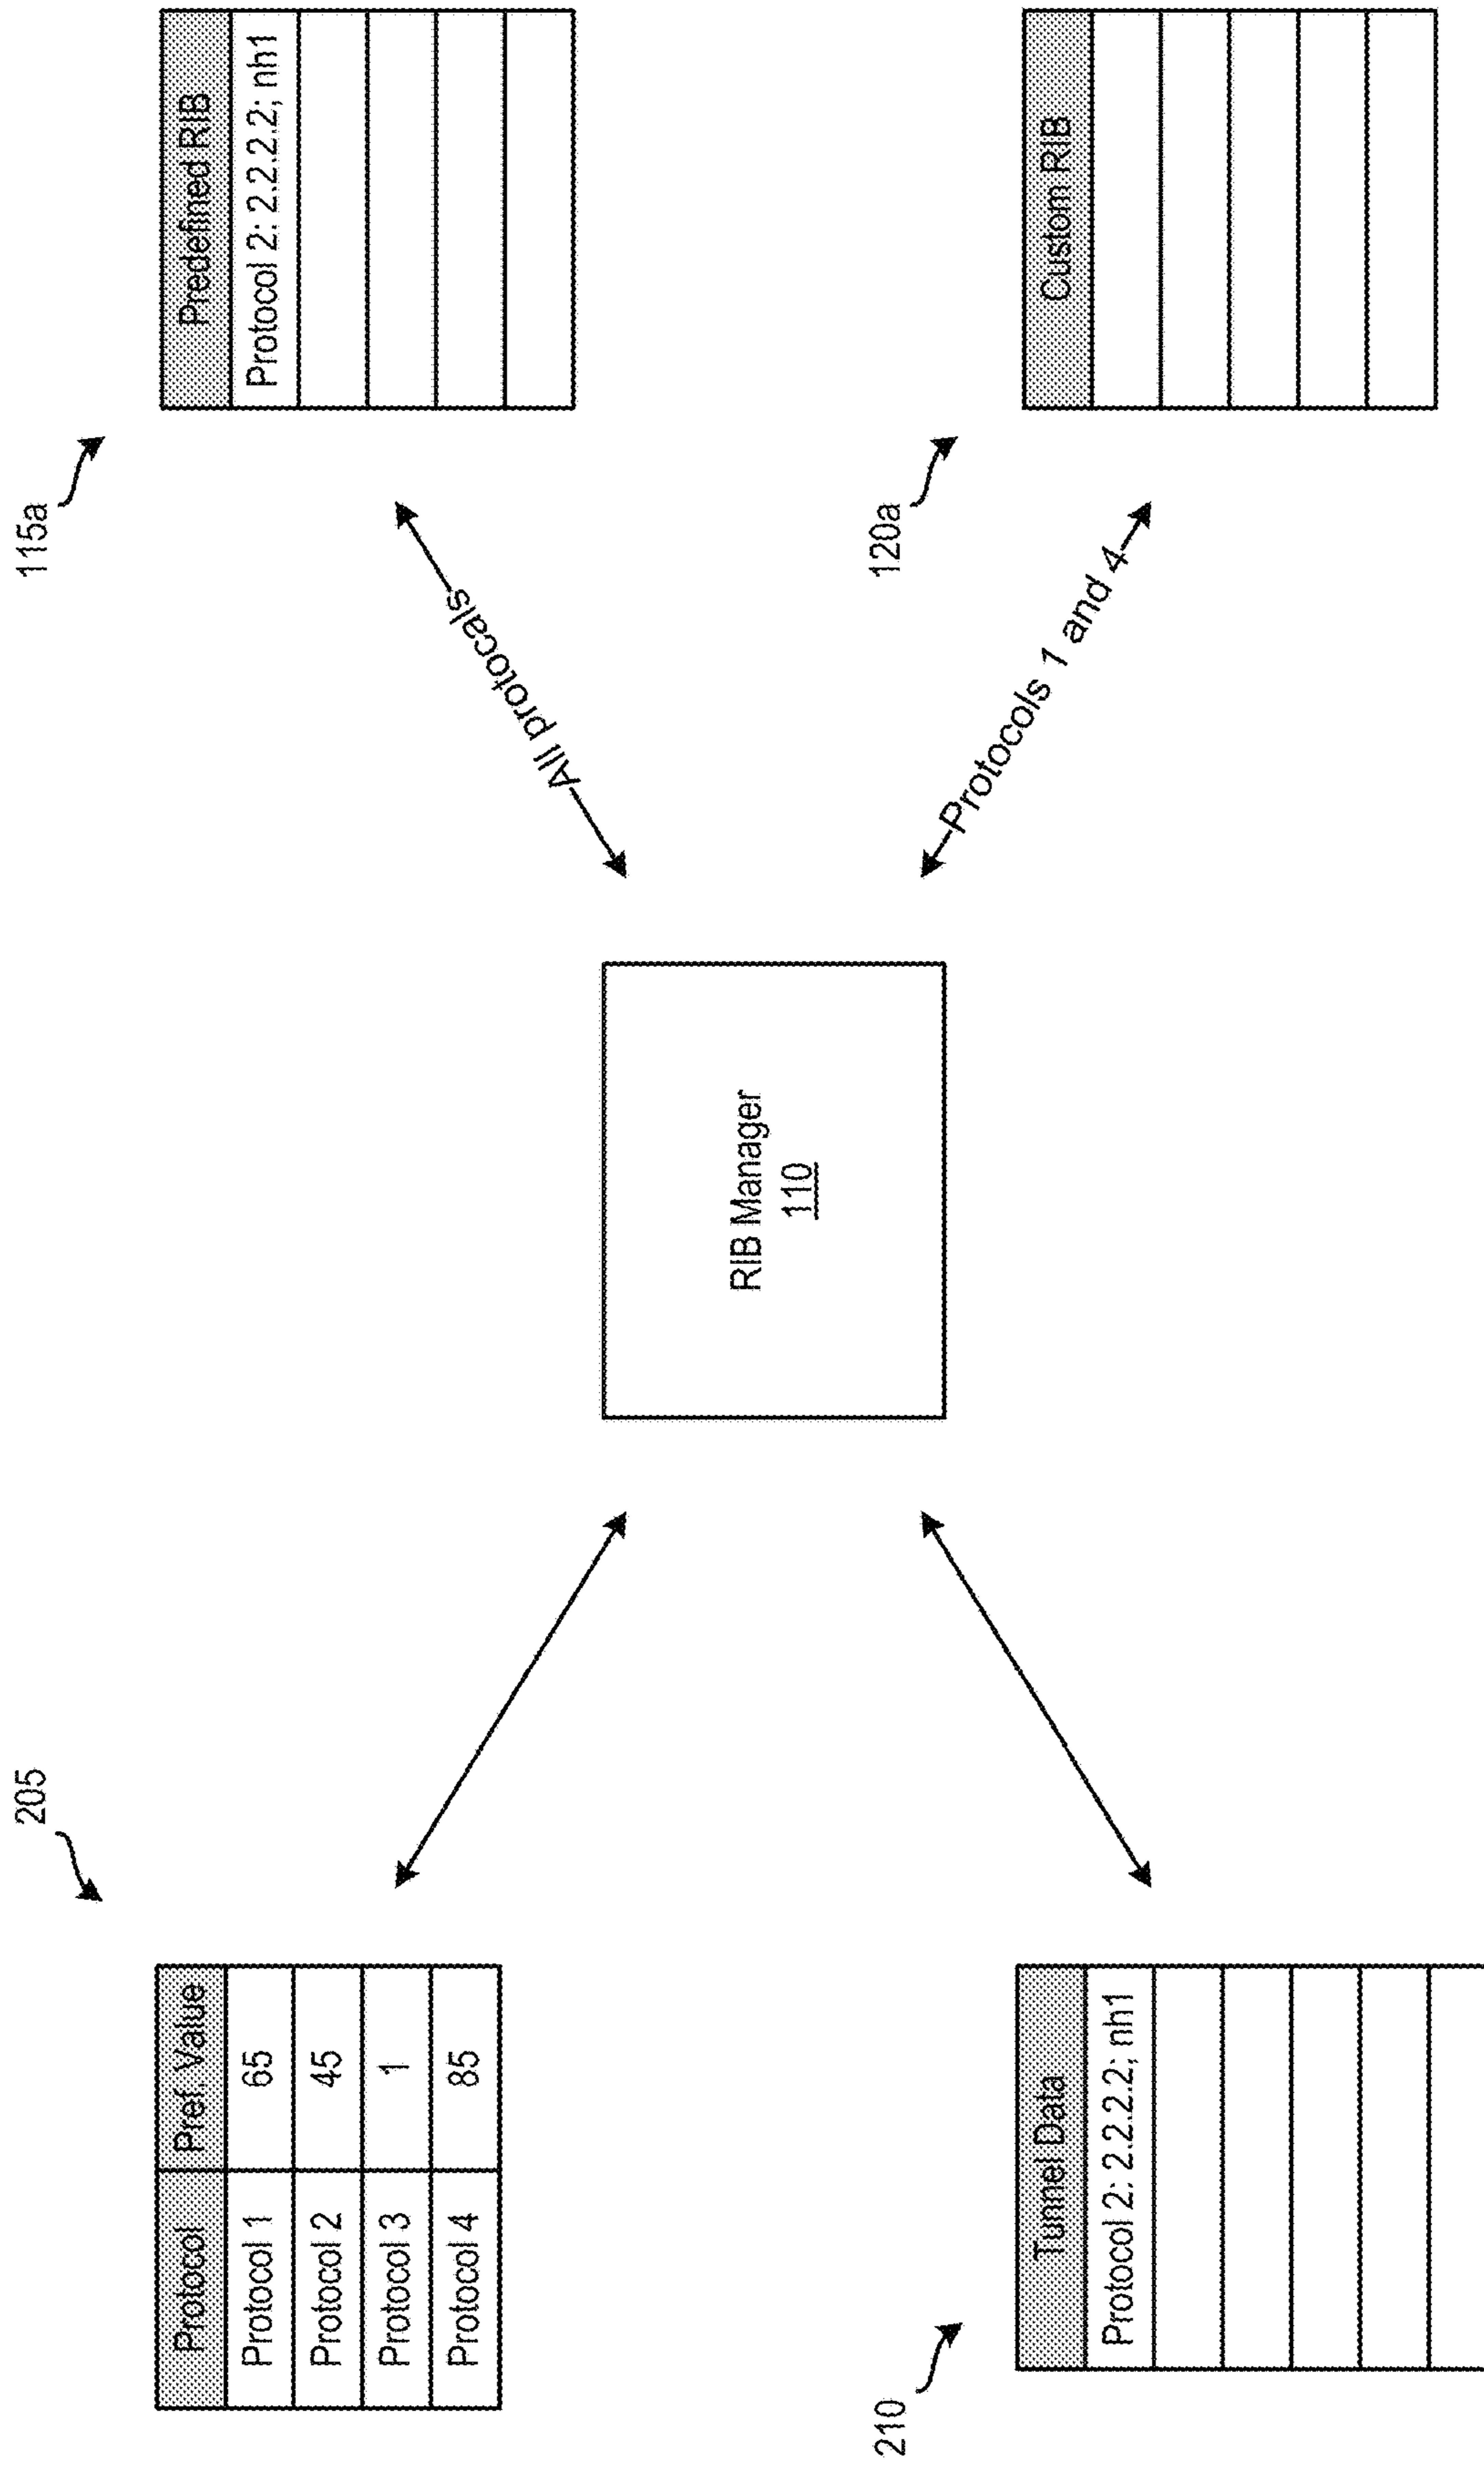 205
Protocol Pref. Value
Protocol 1 65
Protocol 2 45
Protocol 3 1
Protocol 4 85
210
Tunnel Data
Protocol 2: 2.2.2.2; nh1
RIB Manager
110
All protocals
Protocols 1 and 4
115a
Predefined RIB
Protocol 2: 2.2.2.2; nh1
120a
Custom RIB